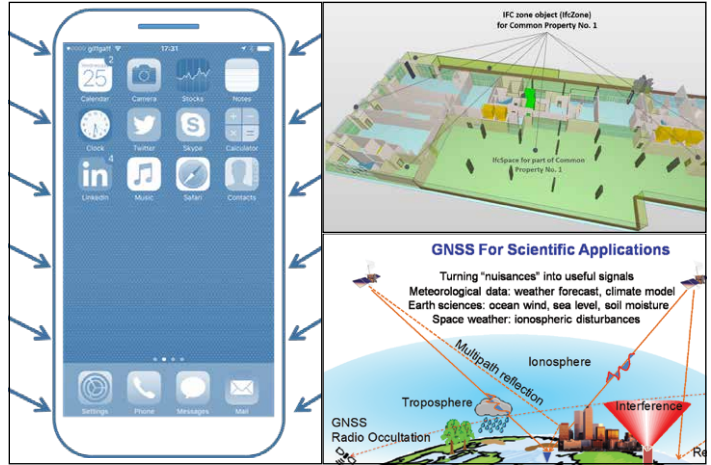 giffgaff
17:31
Wednesday
25
2
Calendar
Camera
Stocks
Notes
Clock
Twitter
Skype
Calculator
in
4
LinkedIn
Music
Safari
Contacts
Settings
Phone
Messages
Mail
IFC zone object (IfcZone)
for Common Property No. 1
IfcSpace for part of Common
Property No. 1
GNSS For Scientific Applications
Turning “nuisances” into useful signals
Meteorological data: weather forecast, climate model
Earth sciences: ocean wind, sea level, soil moisture
Space weather: ionospheric disturbances
Multipath reflection
Ionosphere
Troposphere
Interference
GNSS
Radio Occultation
Re